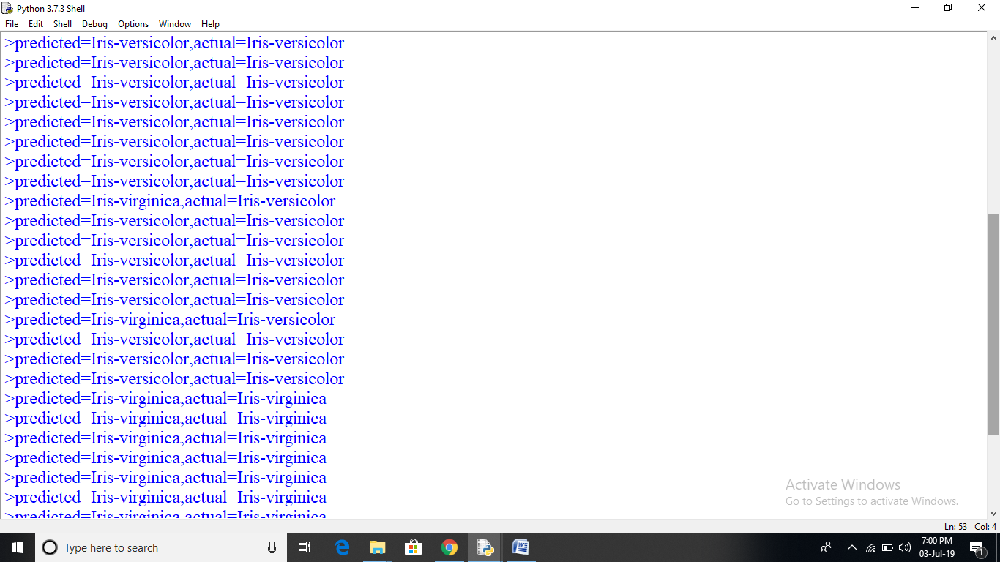 Python 3.7.3 Shell
File Edit Shell Debug Options Window Help
>predicted=Iris-versicolor,actual=Iris-versicolor
>predicted=Iris-versicolor,actual=Iris-versicolor
>predicted=Iris-versicolor,actual=Iris-versicolor
>predicted=Iris-versicolor,actual=Iris-versicolor
>predicted=Iris-versicolor,actual=Iris-versicolor
>predicted=Iris-versicolor,actual=Iris-versicolor
>predicted=Iris-versicolor,actual=Iris-versicolor
>predicted=Iris-versicolor,actual=Iris-versicolor
>predicted=Iris-virginica,actual=Iris-versicolor
>predicted=Iris-versicolor,actual=Iris-versicolor
>predicted=Iris-versicolor,actual=Iris-versicolor
>predicted=Iris-versicolor,actual=Iris-versicolor
>predicted=Iris-versicolor,actual=Iris-versicolor
>predicted=Iris-versicolor,actual=Iris-versicolor
>predicted=Iris-virginica,actual=Iris-versicolor
>predicted=Iris-versicolor,actual=Iris-versicolor
>predicted=Iris-versicolor,actual=Iris-versicolor
>predicted=Iris-versicolor,actual=Iris-versicolor
>predicted=Iris-virginica,actual=Iris-virginica
>predicted=Iris-virginica,actual=Iris-virginica
>predicted=Iris-virginica,actual=Iris-virginica
>predicted=Iris-virginica,actual=Iris-virginica
>predicted=Iris-virginica,actual=Iris-virginica
>predicted=Iris-virginica,actual=Iris-virginica
>predicted=Iris-virginica,actual=Iris-virginica
Activate Windows
Go to Settings to activate Windows.
Ln: 53 Col: 4
Type here to search
7:00 PM
03-Jul-19
1